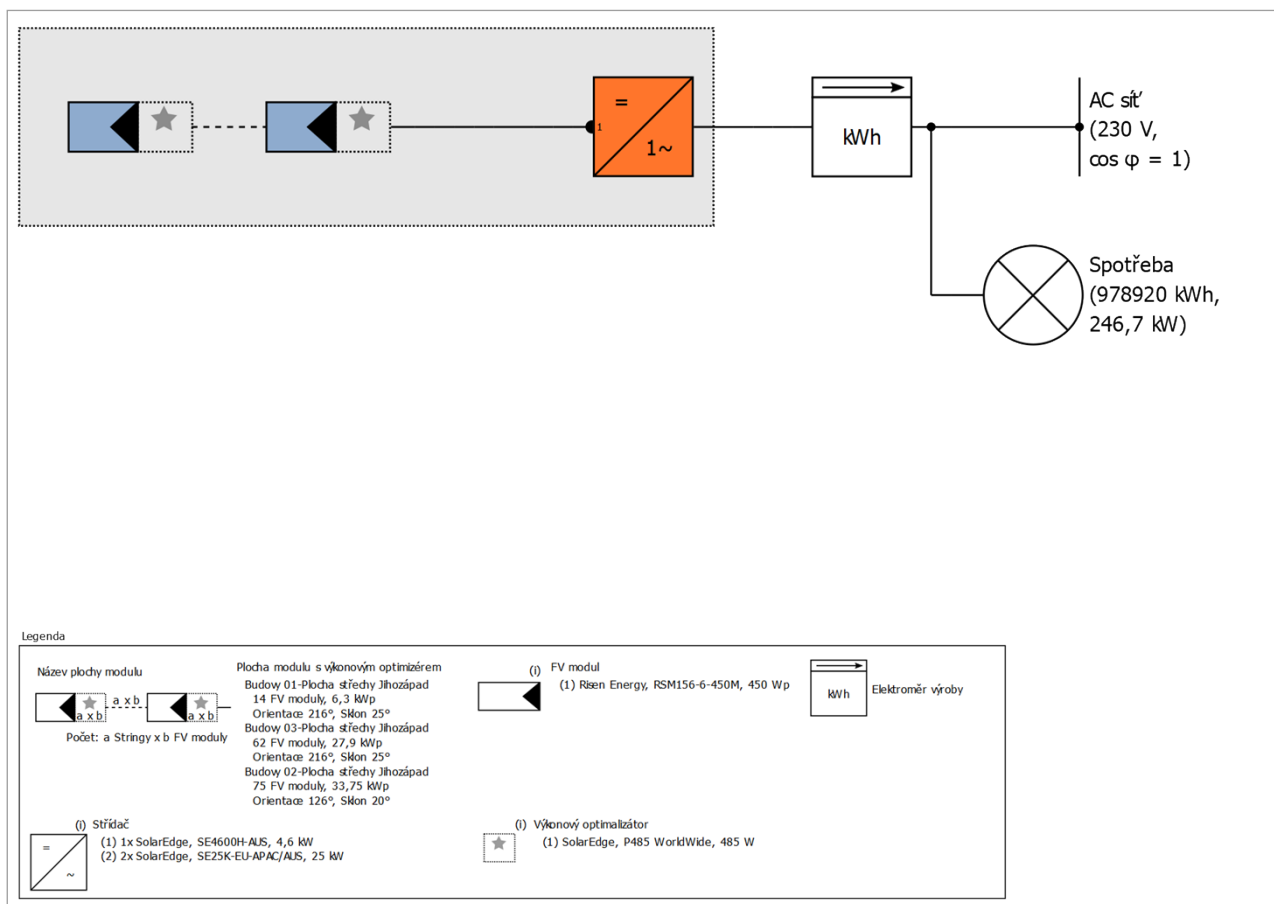 =
1
1~
kWh
AC síť
(230 V,
cos φ = 1)
Spotřeba
(978920 kWh,
246,7 kW)
Legenda
Název plochy modulu
a x b
a x b
a x b
Počet: a Stringy x b FV moduly
Plocha modulu s výkonovým optimizérem
Budovy 01-Plocha střechy Jihozápad
14 FV moduly, 6,3 kWp
Orientace 216°, Sklon 25°
Budovy 03-Plocha střechy Jihozápad
62 FV moduly, 27,9 kWp
Orientace 216°, Sklon 25°
Budovy 02-Plocha střechy Jihozápad
75 FV moduly, 33,75 kWp
Orientace 126°, Sklon 20°
(i) FV modul
(1) Risen Energy, RSM156-6-450M, 450 Wp
kWh
Elektroměr výroby
(i) Střídač
=
~
(1) 1x SolarEdge, SE4600H-AUS, 4,6 kW
(2) 2x SolarEdge, SE25K-EU-APAC/AUS, 25 kW
(i) Výkonový optimalizátor
(1) SolarEdge, P485 WorldWide, 485 W